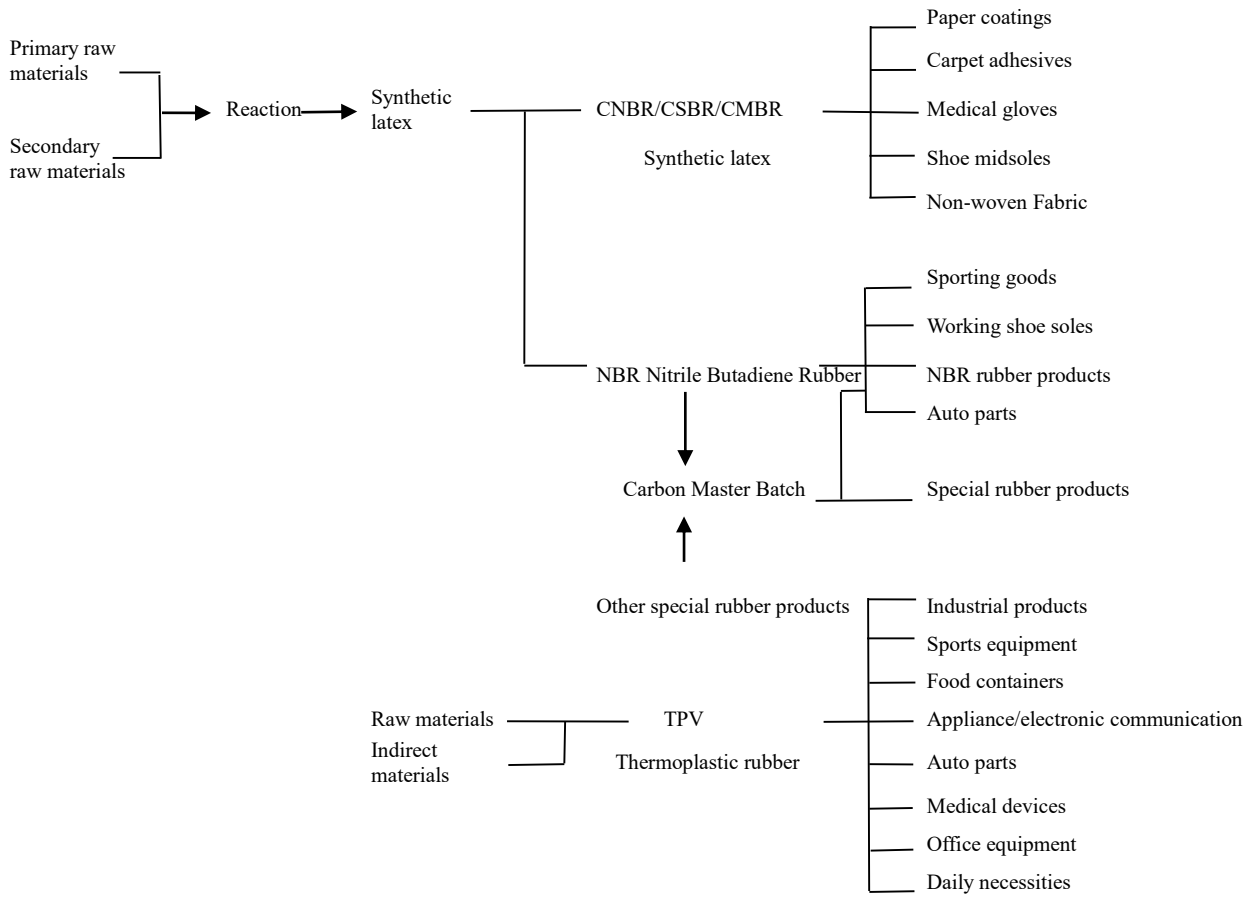 Primary raw
materials
Secondary
raw materials
Reaction
Synthetic
latex
CNBR/CSBR/CMBR
Synthetic latex
Paper coatings
Carpet adhesives
Medical gloves
Shoe midsoles
Non-woven Fabric
NBR Nitrile Butadiene Rubber
Sporting goods
Working shoe soles
NBR rubber products
Auto parts
Carbon Master Batch
Special rubber products
Other special rubber products
Raw materials
Indirect
materials
TPV
Thermoplastic rubber
Industrial products
Sports equipment
Food containers
Appliance/electronic communication
Auto parts
Medical devices
Office equipment
Daily necessities